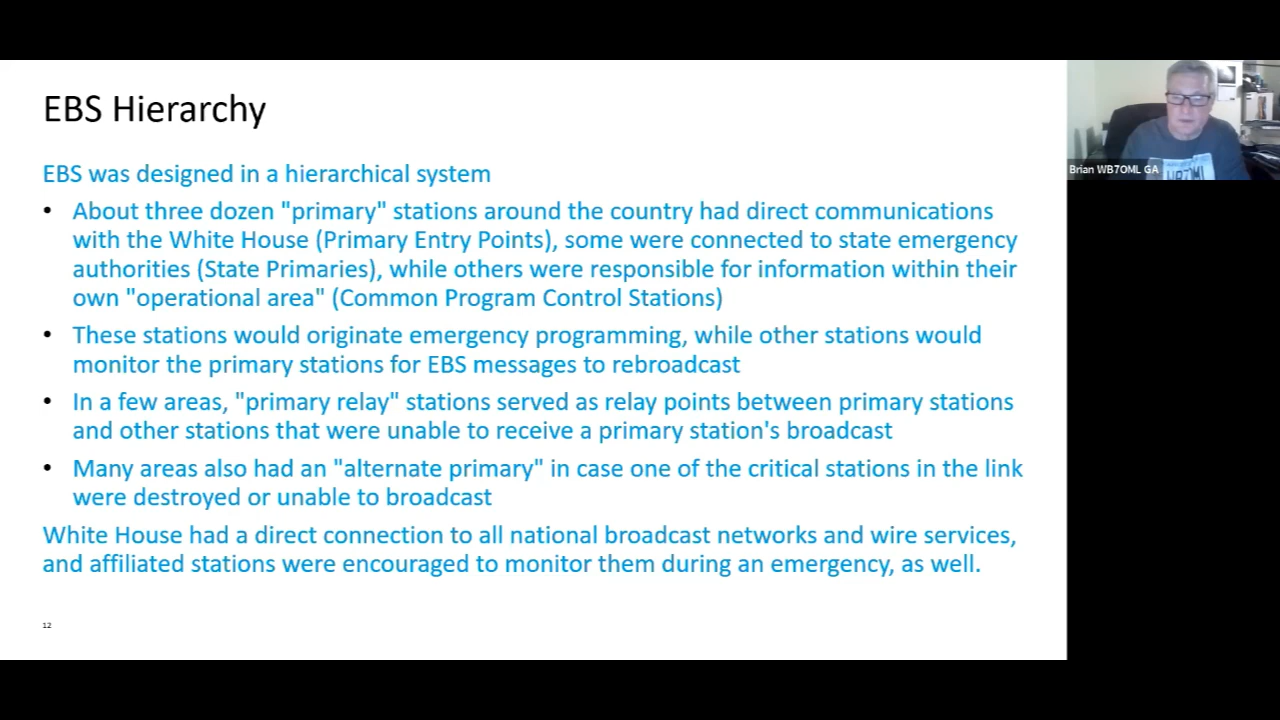 EBS Hierarchy
EBS was designed in a hierarchical system
• About three dozen "primary" stations around the country had direct communications
with the White House (Primary Entry Points), some were connected to state emergency
authorities (State Primaries), while others were responsible for information within their
own "operational area" (Common Program Control Stations)
• These stations would originate emergency programming, while other stations would
monitor the primary stations for EBS messages to rebroadcast
• In a few areas, "primary relay" stations served as relay points between primary stations
and other stations that were unable to receive a primary station's broadcast
• Many areas also had an "alternate primary" in case one of the critical stations in the link
were destroyed or unable to broadcast
White House had a direct connection to all national broadcast networks and wire services,
and affiliated stations were encouraged to monitor them during an emergency, as well.
12
Brian WB7OML GA